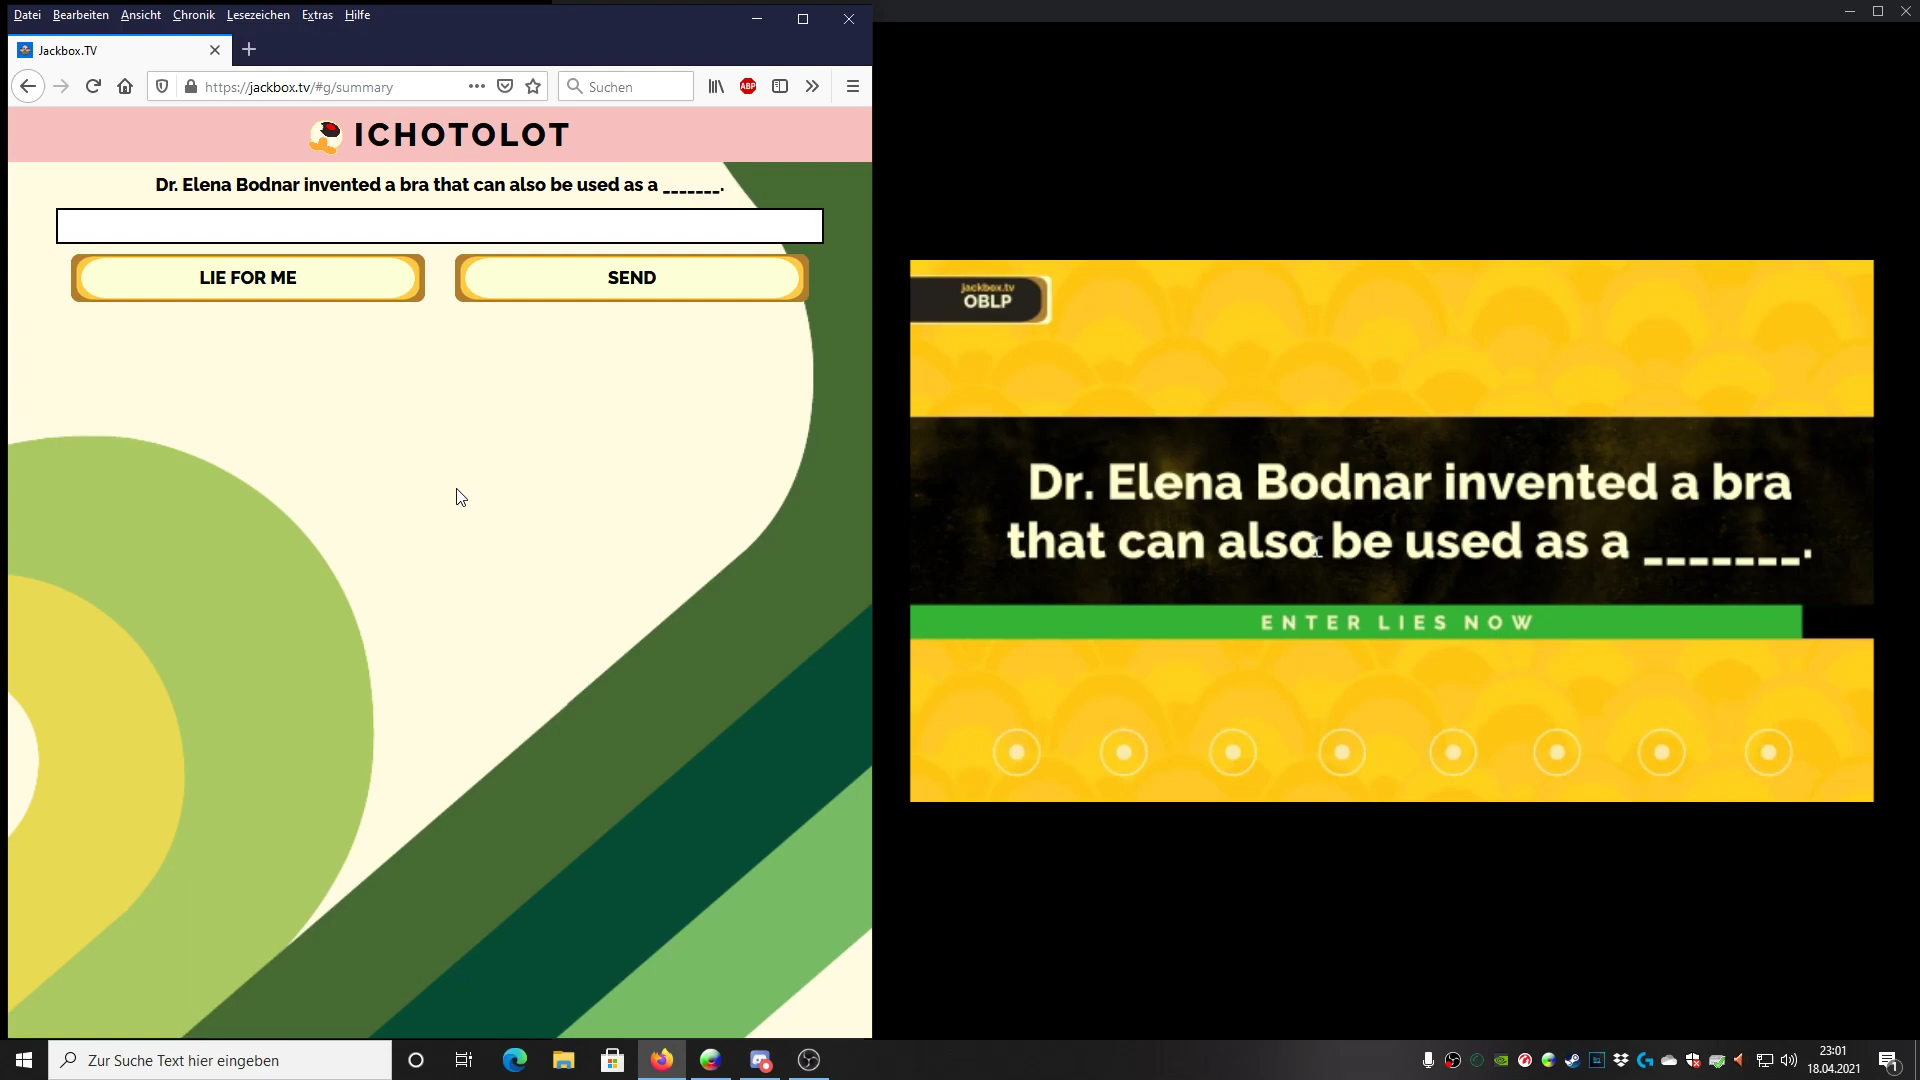 Datei Bearbeiten Ansicht Chronik Lesezeichen Extras Hilfe
Jackbox.TV
https://jackbox.tv/#g/summary
Suchen
ABP
ICHOTOLOT
Dr. Elena Bodnar invented a bra that can also be used as a _______.
LIE FOR ME
SEND
jackbox.tv
OBLP
Dr. Elena Bodnar invented a bra
that can also be used as a _______.
ENTER LIES NOW
Zur Suche Text hier eingeben
23:01
18.04.2021
1